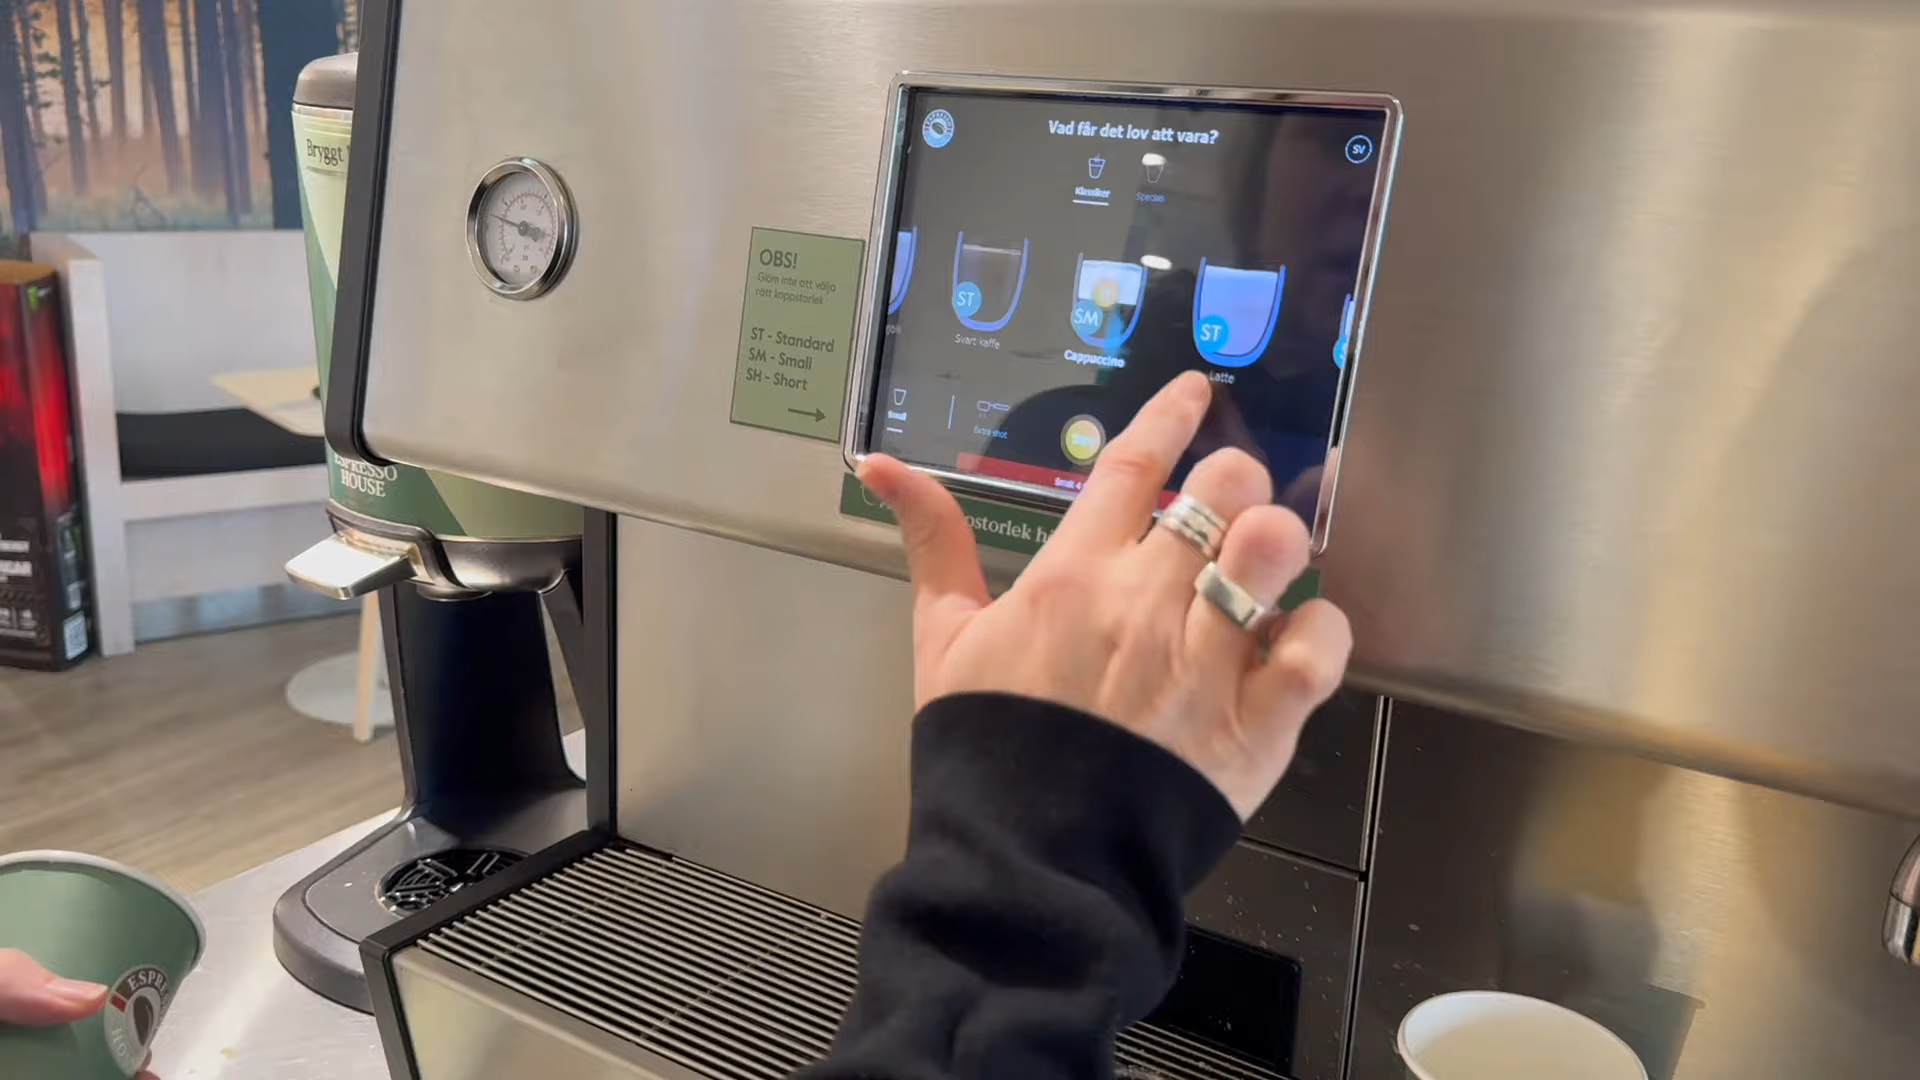 Bryggt
ESPRESSO
HOUSE
OBS!
Glöm inte att välja
rätt koppstorlek
ST - Standard
SM - Small
SH - Short
Vad får det lov att vara?
SV
Klassiker
Specials
ST
SM
ST
Svart kaffe
Cappuccino
Latte
Small
Extra shot